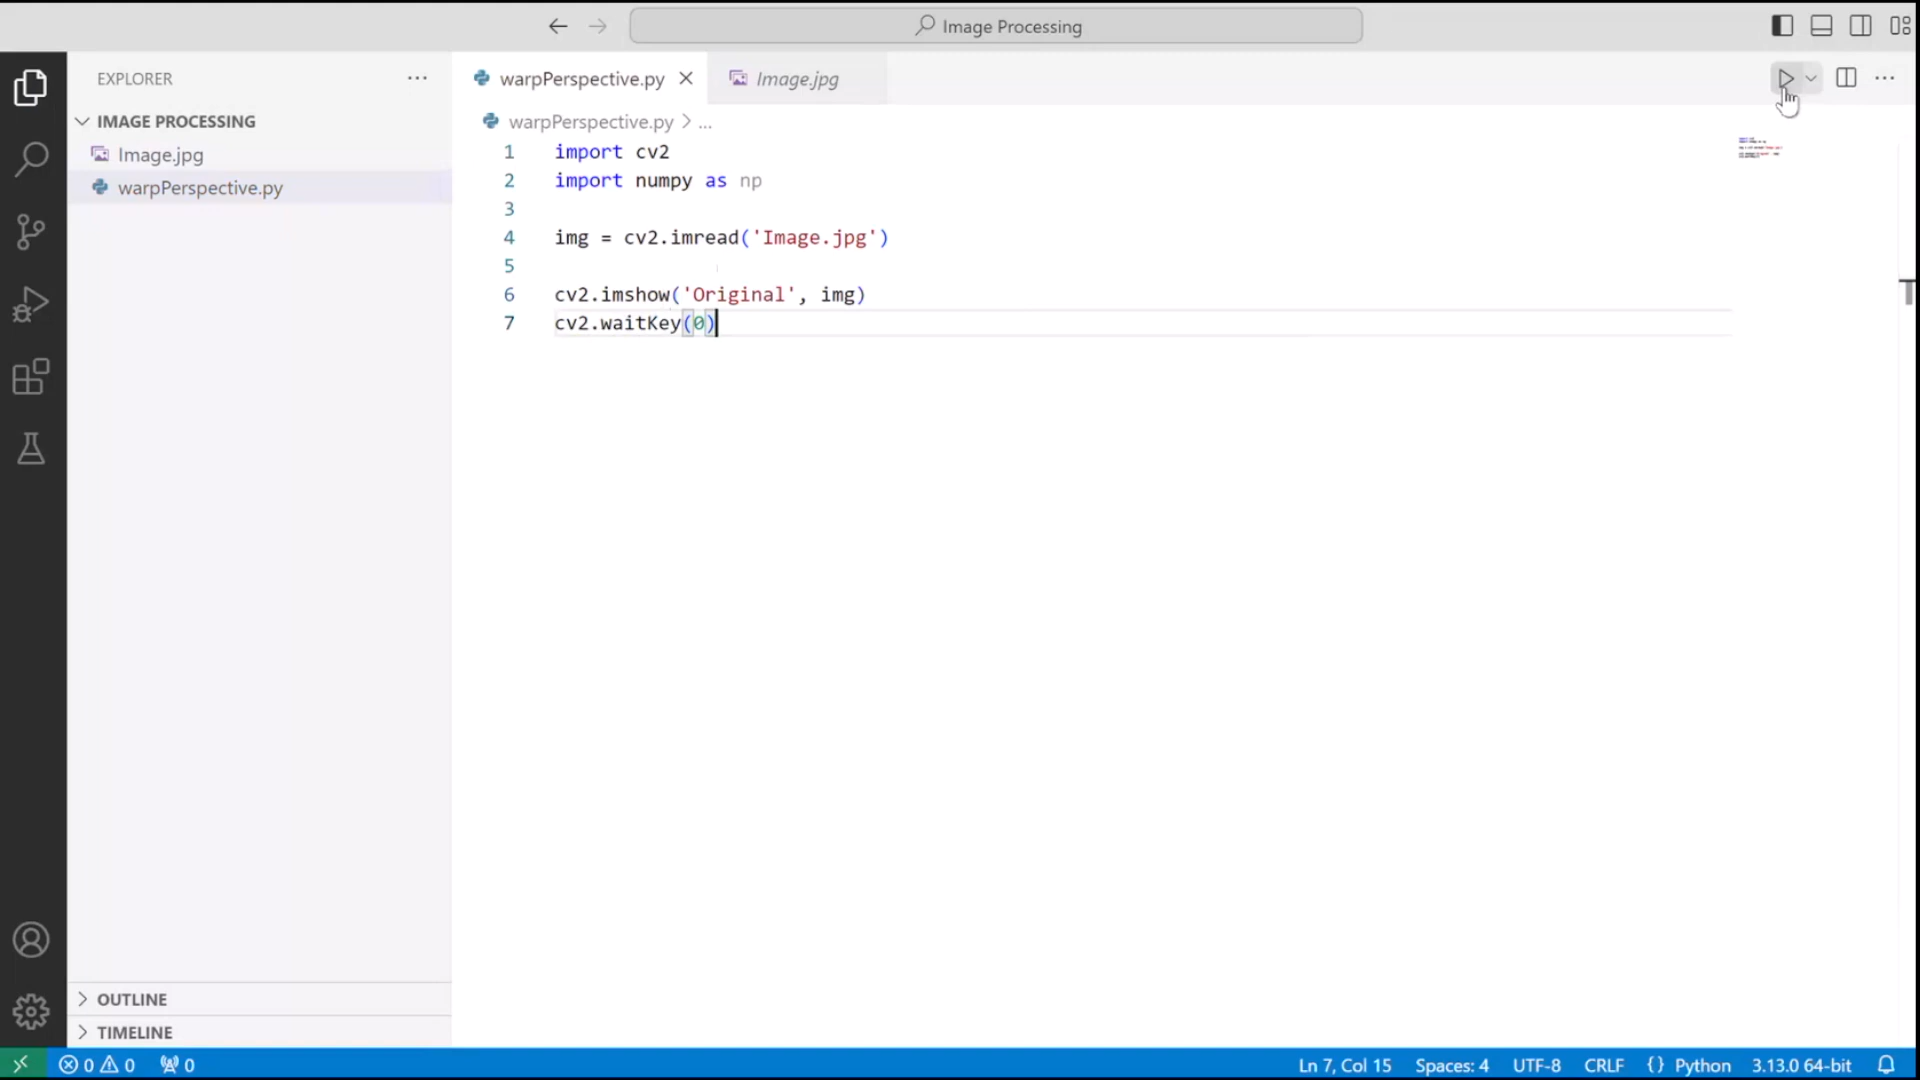 Image Processing
EXPLORER
IMAGE PROCESSING
Image.jpg
warpPerspective.py
OUTLINE
TIMELINE
warpPerspective.py
Image.jpg
warpPerspective.py > ...
1 import cv2
2 import numpy as np
3
4 img = cv2.imread('Image.jpg')
5
6 cv2.imshow('Original', img)
7 cv2.waitKey(0)
0 0 0
Ln 7, Col 15 Spaces: 4 UTF-8 CRLF {} Python 3.13.0 64-bit